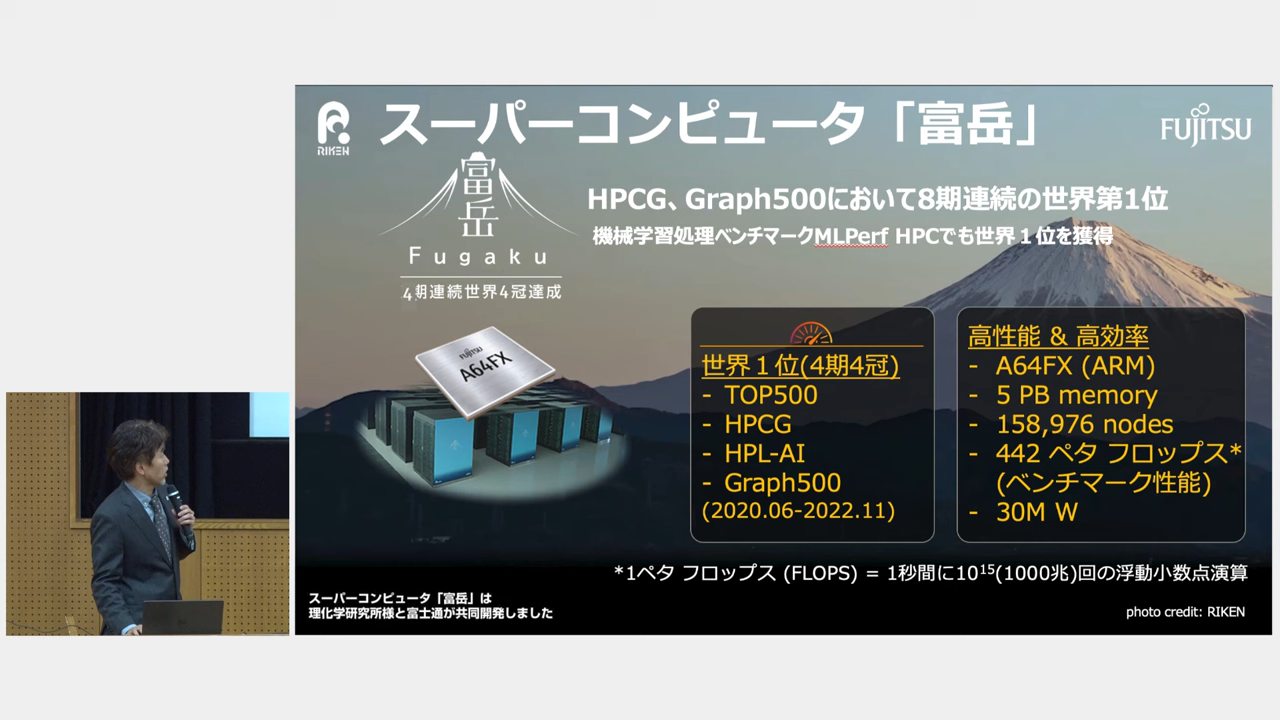 RIKEN
スーパーコンピュータ「富岳」
FUJITSU
富岳
Fugaku
4期連続世界4冠達成
HPCG、Graph500において8期連続の世界第1位
機械学習処理ベンチマークMLPerf HPCでも世界１位を獲得
FUJITSU
A64FX
世界１位(4期4冠)
- TOP500
- HPCG
- HPL-AI
- Graph500
(2020.06-2022.11)
高性能 & 高効率
- A64FX (ARM)
- 5 PB memory
- 158,976 nodes
- 442 ペタ フロップス*
(ベンチマーク性能)
- 30M W
*1ペタ フロップス (FLOPS) = 1秒間に10¹⁵(1000兆)回の浮動小数点演算
スーパーコンピュータ「富岳」は
理化学研究所様と富士通が共同開発しました
photo credit: RIKEN